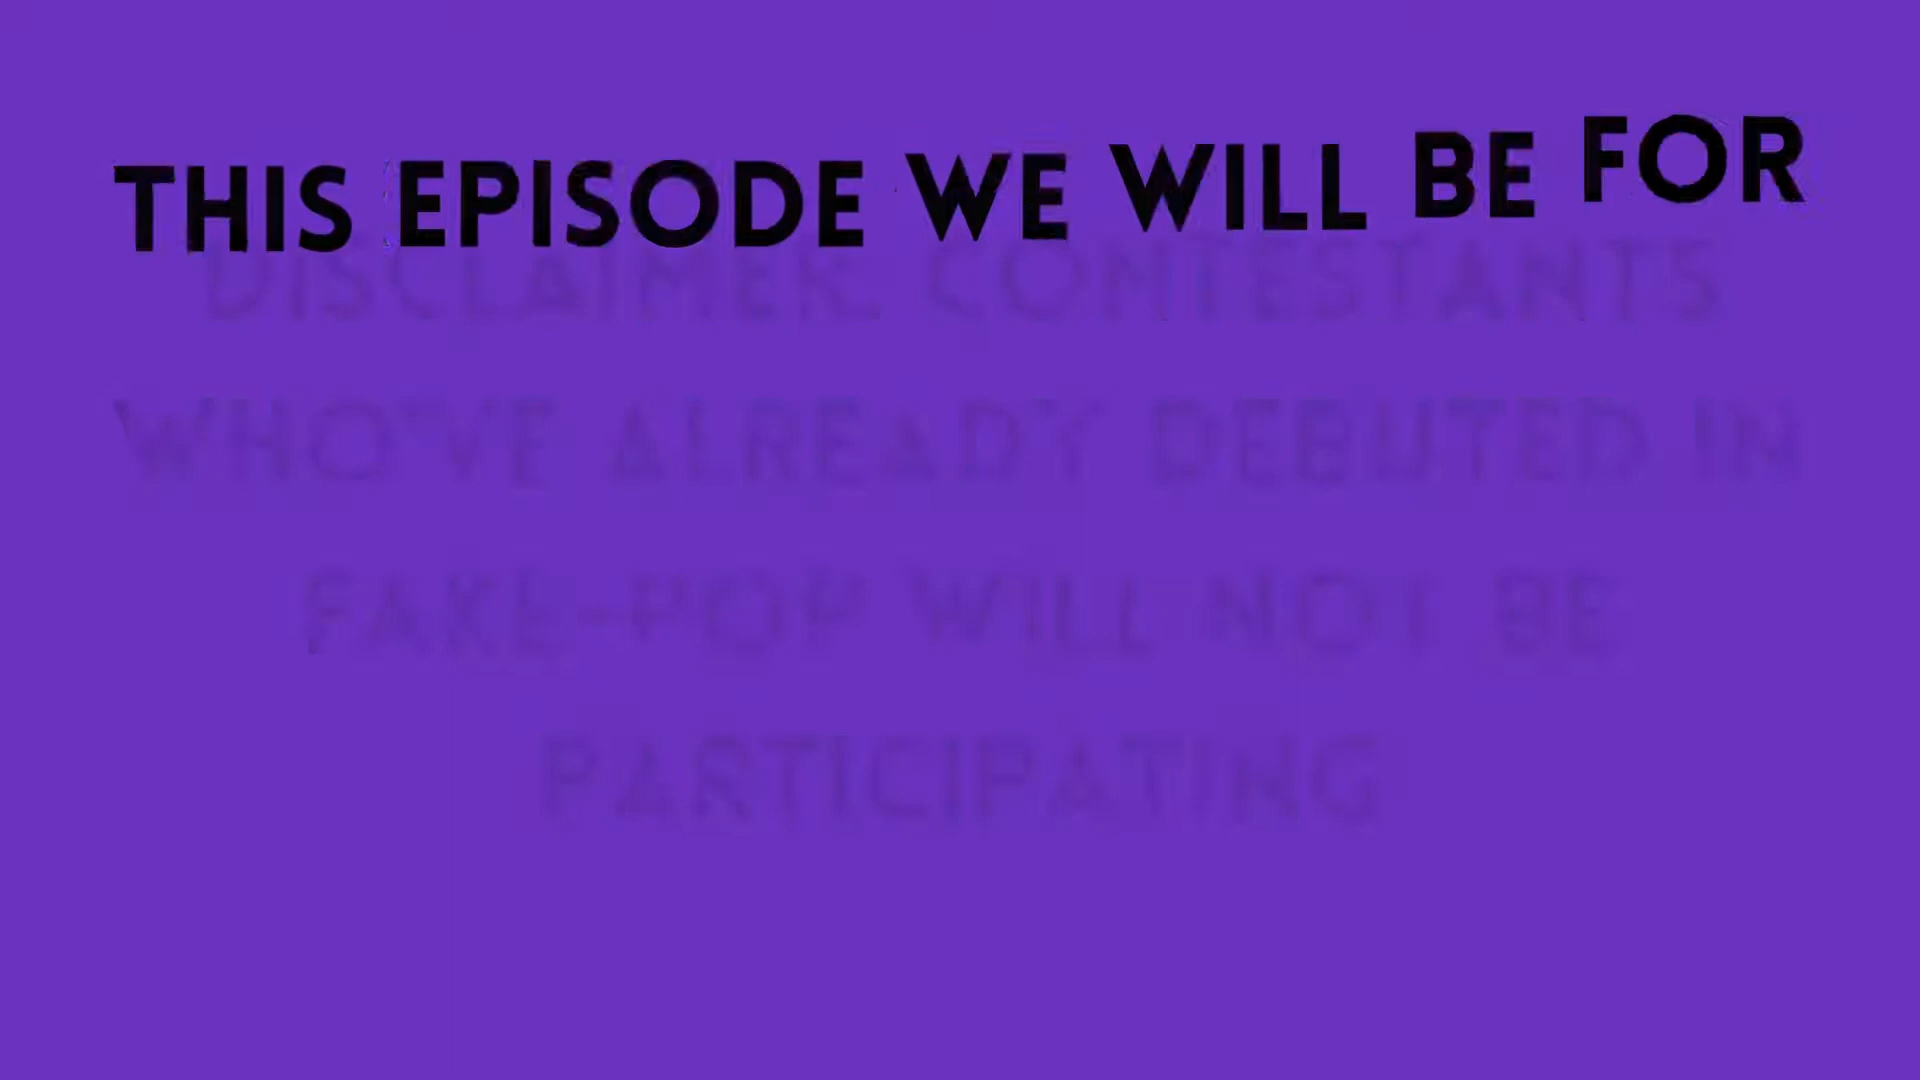 THIS EPISODE WE WILL BE FOR
DISCLAIMER: CONTESTANTS
WHO'VE ALREADY DEBUTED IN
FAKE-POP WILL NOT BE
PARTICIPATING